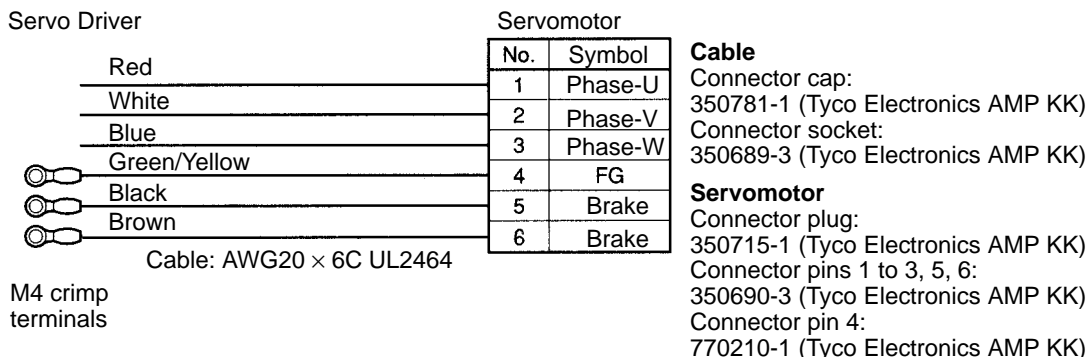 Servo Driver
Servomotor
No. Symbol
Red
1 Phase-U
White
2 Phase-V
Blue
3 Phase-W
Green/Yellow
4 FG
Black
5 Brake
Brown
6 Brake
Cable: AWG20 × 6C UL2464
M4 crimp
terminals
Cable
Connector cap:
350781-1 (Tyco Electronics AMP KK)
Connector socket:
350689-3 (Tyco Electronics AMP KK)
Servomotor
Connector plug:
350715-1 (Tyco Electronics AMP KK)
Connector pins 1 to 3, 5, 6:
350690-3 (Tyco Electronics AMP KK)
Connector pin 4:
770210-1 (Tyco Electronics AMP KK)